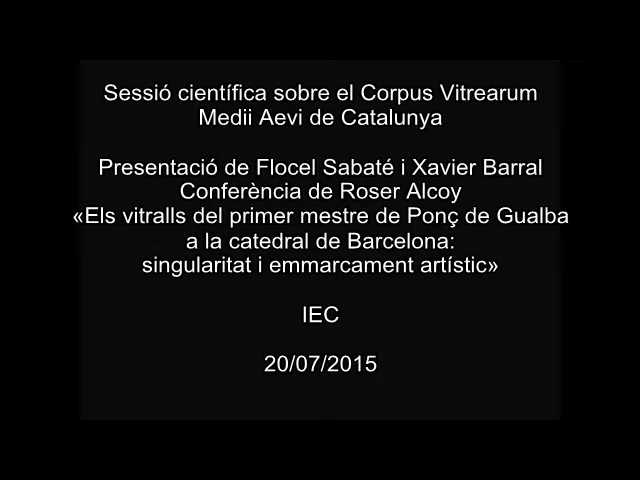 Sessió científica sobre el Corpus Vitrearum
Medii Aevi de Catalunya
Presentació de Flocel Sabaté i Xavier Barral
Conferència de Roser Alcoy
«Els vitralls del primer mestre de Ponç de Gualba
a la catedral de Barcelona:
singularitat i emmarcament artístic»
IEC
20/07/2015